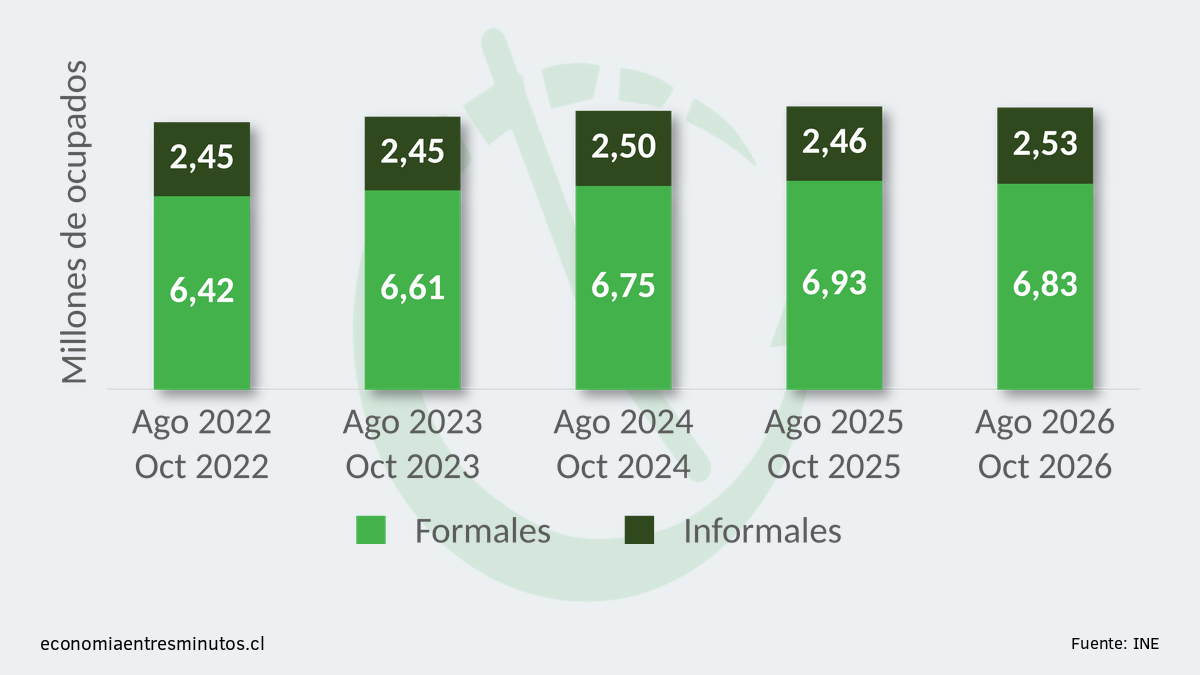 Millones de ocupados
2,45
2,45
2,50
2,46
2,53
6,42
6,61
6,75
6,93
6,83
Ago 2022
Oct 2022
Ago 2023
Oct 2023
Ago 2024
Oct 2024
Ago 2025
Oct 2025
Ago 2026
Oct 2026
Formales
Informales
economiaentresminutos.cl
Fuente: INE